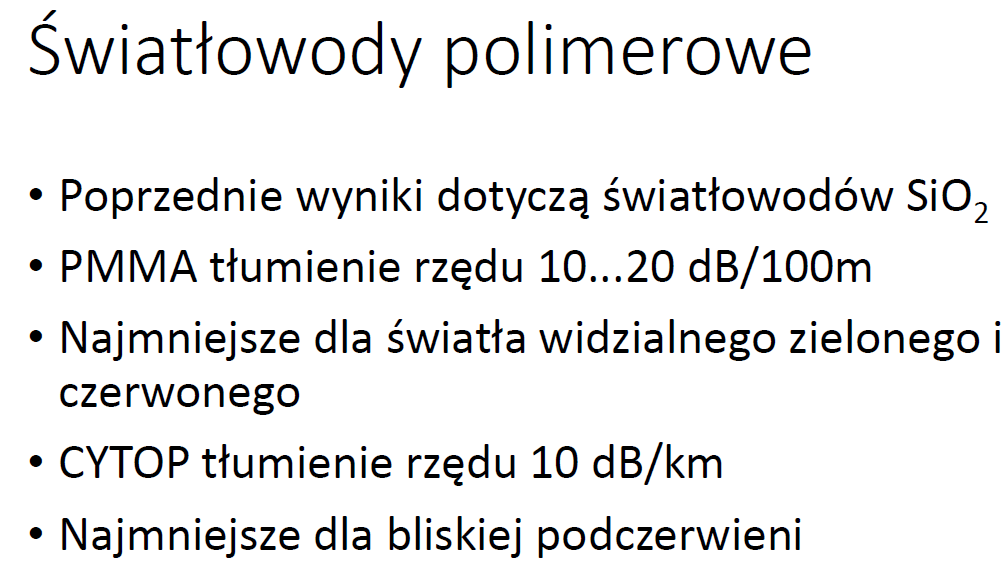 Światłowody polimerowe
• Poprzednie wyniki dotyczą światłowodów SiO₂
• PMMA tłumienie rzędu 10...20 dB/100m
• Najmniejsze dla światła widzialnego zielonego i
czerwonego
• CYTOP tłumienie rzędu 10 dB/km
• Najmniejsze dla bliskiej podczerwieni